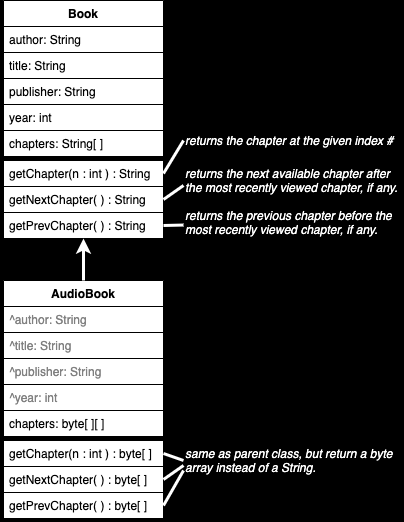 Book
author: String
title: String
publisher: String
year: int
chapters: String[ ]
getChapter(n : int ) : String
returns the chapter at the given index #
getNextChapter( ) : String
returns the next available chapter after
the most recently viewed chapter, if any.
getPrevChapter( ) : String
returns the previous chapter before the
most recently viewed chapter, if any.
AudioBook
^author: String
^title: String
^publisher: String
^year: int
chapters: byte[ ][ ]
getChapter(n : int ) : byte[ ]
getNextChapter( ) : byte[ ]
getPrevChapter( ) : byte[ ]
same as parent class, but return a byte
array instead of a String.